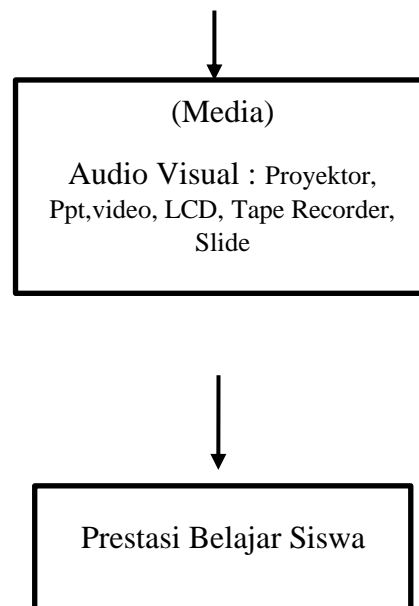 (Media)
Audio Visual : Proyektor,
Ppt,video, LCD, Tape Recorder,
Slide
Prestasi Belajar Siswa